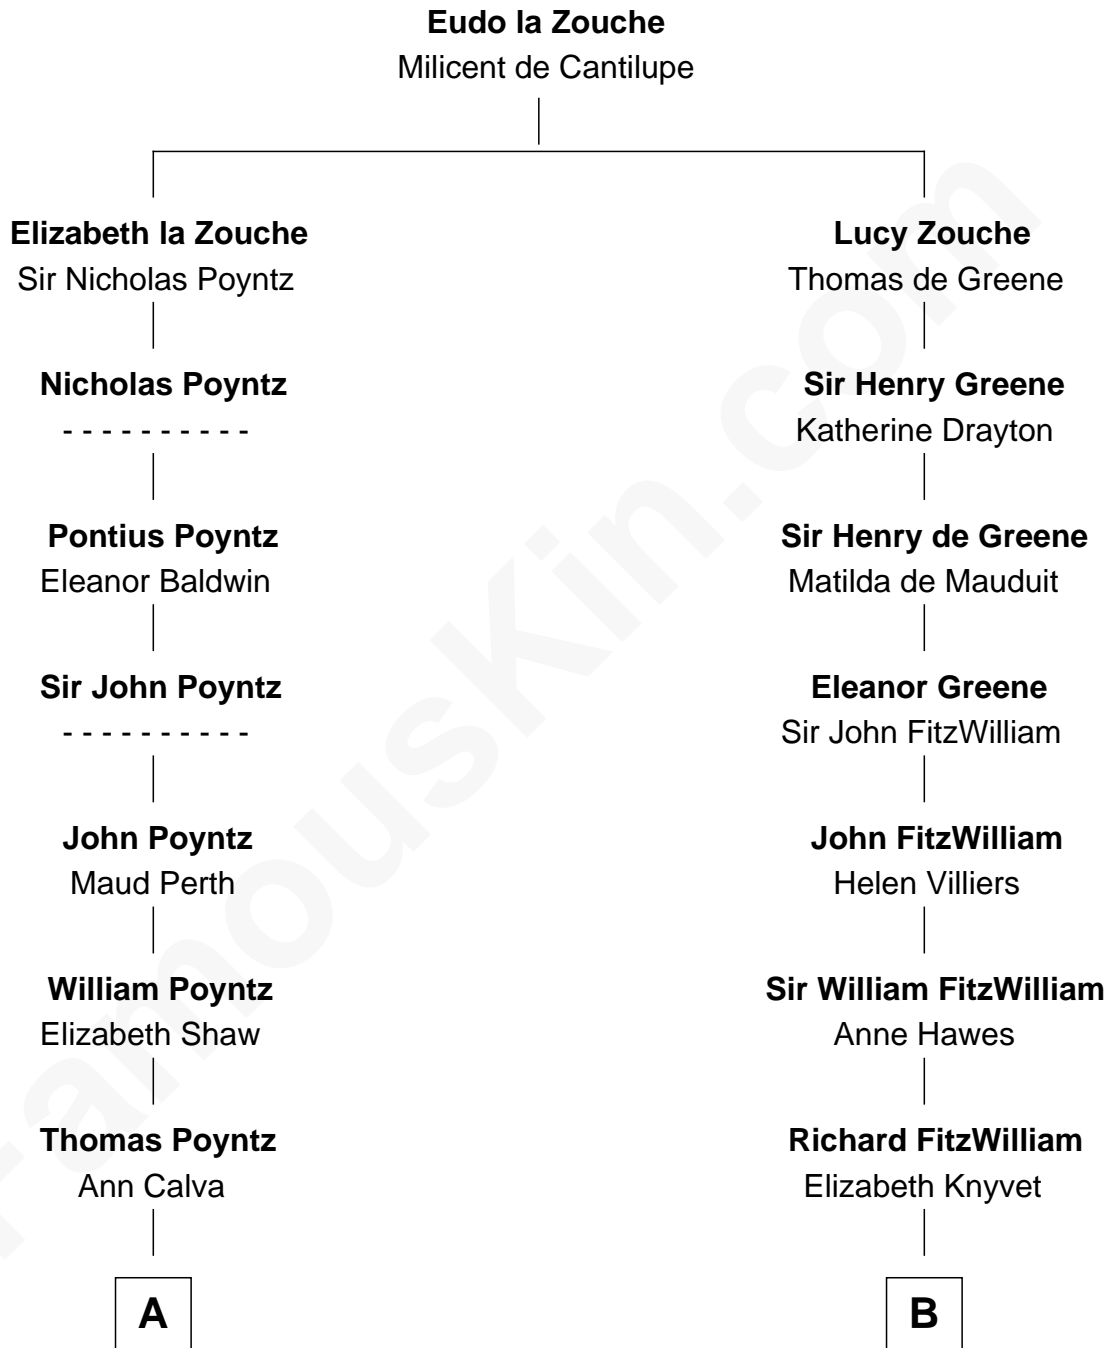 Eudo la Zouche
Milicent de Cantilupe
Elizabeth la Zouche
Sir Nicholas Poyntz
Nicholas Poyntz
- - - - - - - - - -
Pontius Poyntz
Eleanor Baldwin
Sir John Poyntz
- - - - - - - - - -
John Poyntz
Maud Perth
William Poyntz
Elizabeth Shaw
Thomas Poyntz
Ann Calva
A
Lucy Zouche
Thomas de Greene
Sir Henry Greene
Katherine Drayton
Sir Henry de Greene
Matilda de Mauduit
Eleanor Greene
Sir John FitzWilliam
John FitzWilliam
Helen Villiers
Sir William FitzWilliam
Anne Hawes
Richard FitzWilliam
Elizabeth Knyvet
B
FamousKin.com